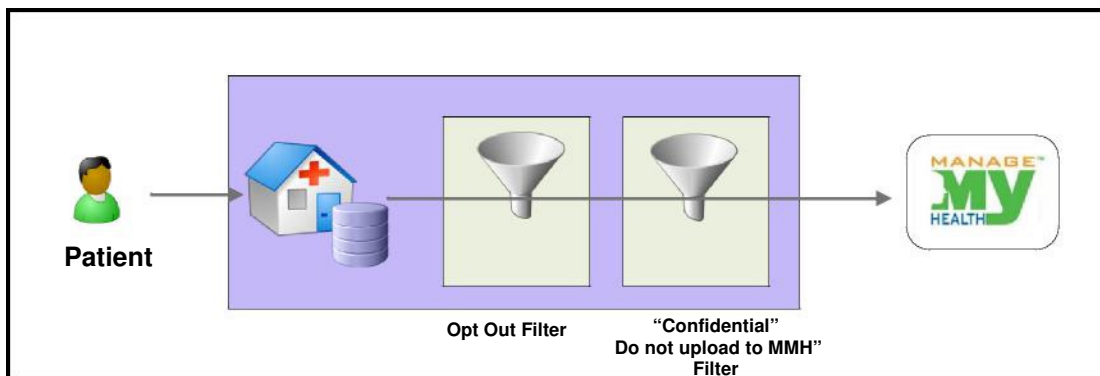 Patient
Opt Out Filter
“Confidential”
Do not upload to MMH”
Filter
MANAGE™
My
HEALTH